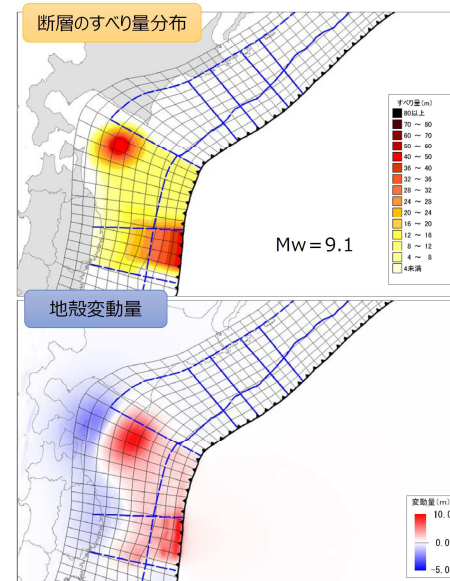 断層のすべり量分布
すべり量(m)
80以上
70 ～ 80
60 ～ 70
50 ～ 60
40 ～ 50
36 ～ 40
32 ～ 36
28 ～ 32
24 ～ 28
20 ～ 24
16 ～ 20
12 ～ 16
8 ～ 12
4 ～ 8
4未満
Mw=9.1
地殻変動量
変動量(m)
10.0
0.0
-5.0